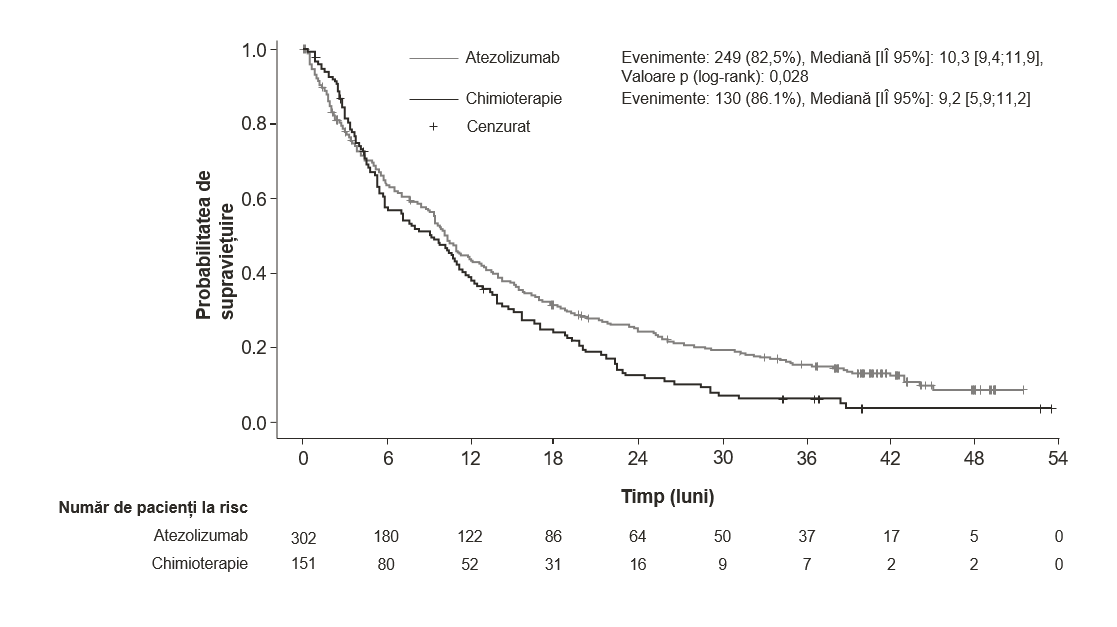 1.0
0.8
0.6
0.4
0.2
0.0
Probabilitatea de
supraviețuire
Atezolizumab
Evenimente: 249 (82,5%), Mediană [IÎ 95%]: 10,3 [9,4;11,9],
Valoare p (log-rank): 0,028
Chimioterapie
Evenimente: 130 (86.1%), Mediană [IÎ 95%]: 9,2 [5,9;11,2]
+ Cenzurat
0 6 12 18 24 30 36 42 48 54
Timp (luni)
Număr de pacienți la risc
Atezolizumab 302 180 122 86 64 50 37 17 5 0
Chimioterapie 151 80 52 31 16 9 7 2 2 0